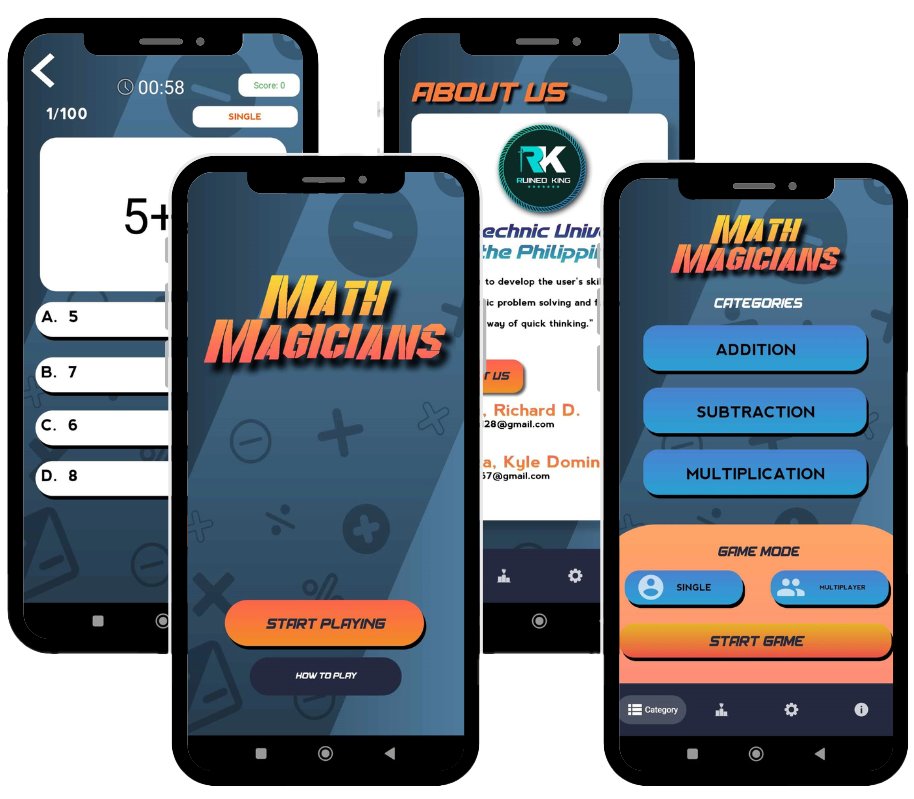 00:58
Score: 0
1/100
SINGLE
5+
A. 5
B. 7
C. 6
D. 8
MATH
MAGICIANS
START PLAYING
HOW TO PLAY
ABOUT US
RK
RUINED KING
echnic Univ
the Philippi
to develop the user's skil
ic problem solving and f
way of quick thinking."
T US
, Richard D.
28@gmail.com
a, Kyle Domin
67@gmail.com
MATH
MAGICIANS
CATEGORIES
ADDITION
SUBTRACTION
MULTIPLICATION
GAME MODE
SINGLE
MULTIPLAYER
START GAME
Category